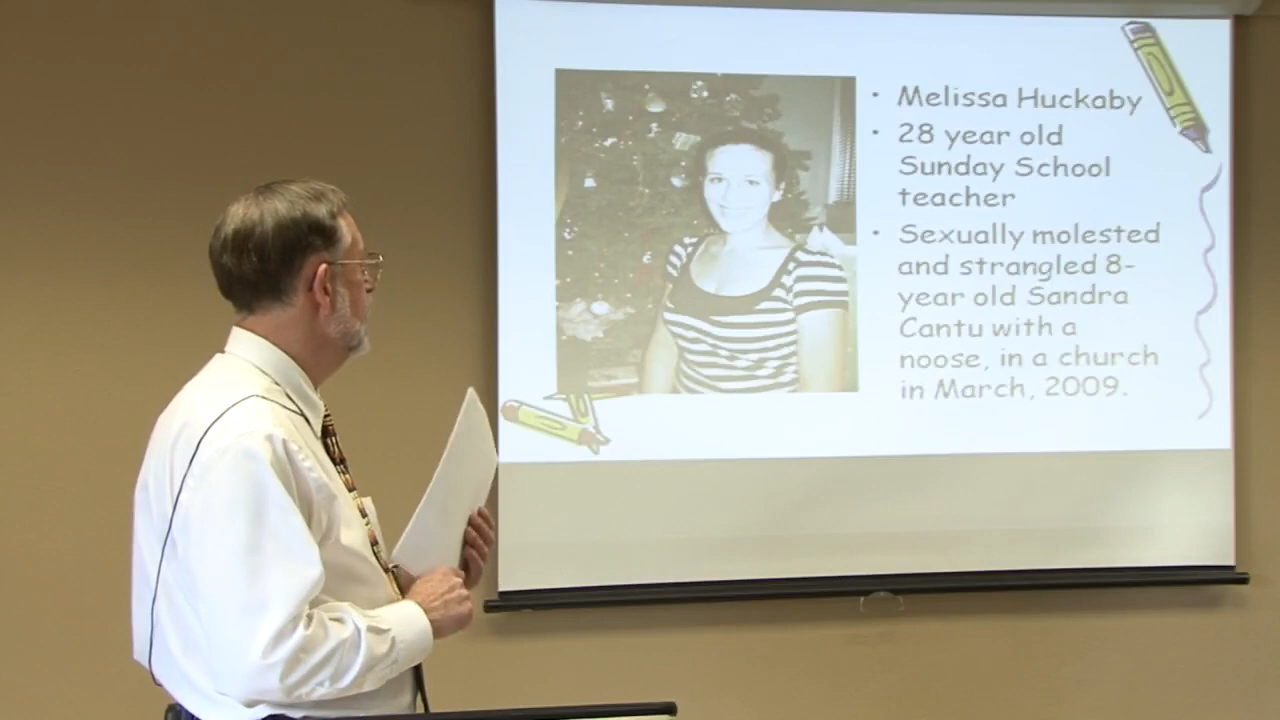 • Melissa Huckaby
• 28 year old
Sunday School
teacher
• Sexually molested
and strangled 8-
year old Sandra
Cantu with a
noose, in a church
in March, 2009.